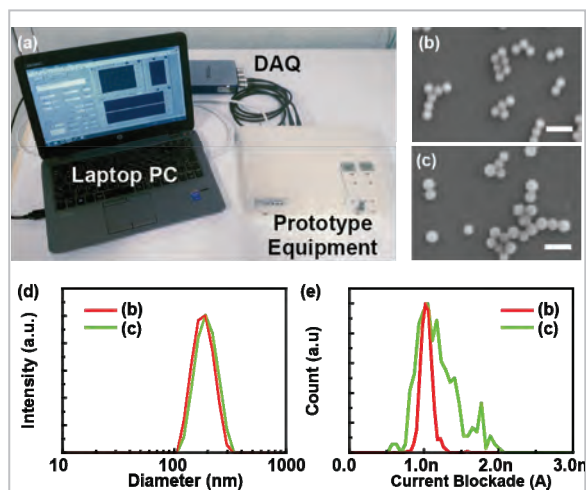 (a)
DAQ
Laptop PC
Prototype
Equipment
(b)
(c)
(d)
(b)
(c)
Intensity (a.u.)
10 100 1000
Diameter (nm)
(e)
(b)
(c)
Count (a.u)
0.0 1.0n 2.0n 3.0n
Current Blockade (A)